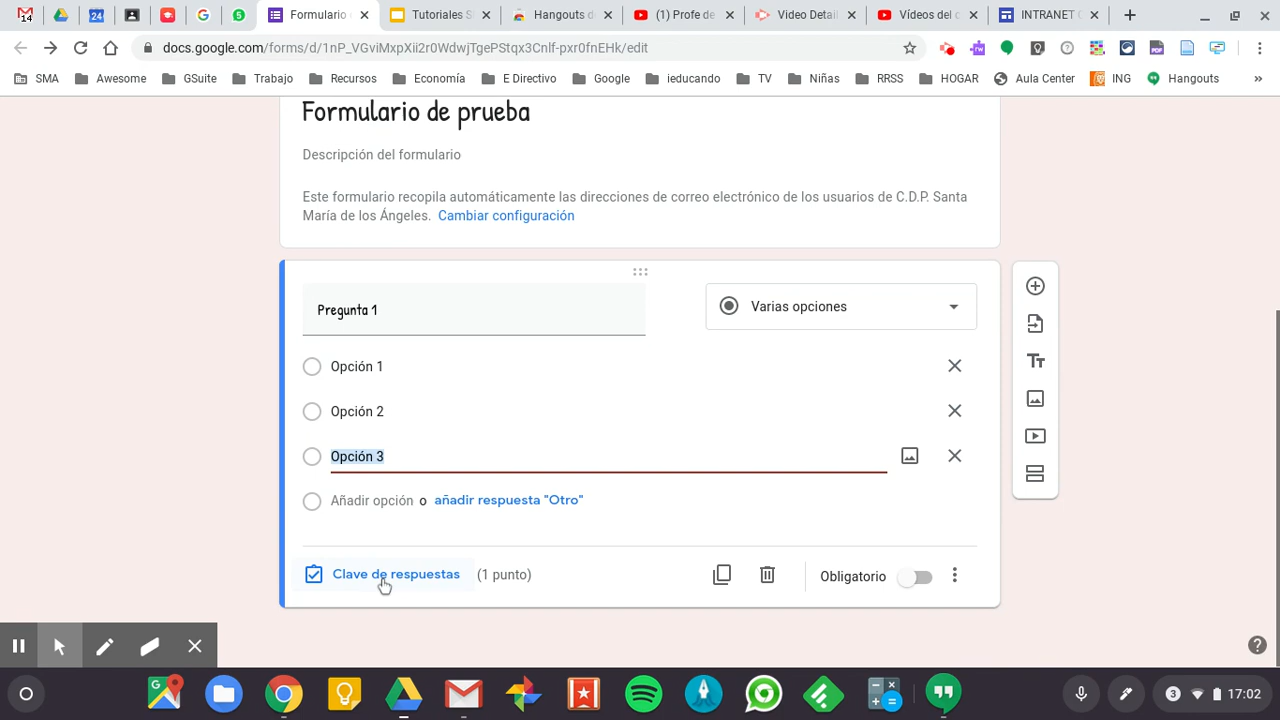 14
24
5
Formulario
Tutoriales S
Hangouts d
(1) Profe de
Video Detail
Vídeos del c
INTRANET
docs.google.com/forms/d/1nP_VGviMxpXii2r0WdwjTgePStqx3Cnlf-pxr0fnEHk/edit
SMA
Awesome
GSuite
Trabajo
Recursos
Economía
E Directivo
Google
ieducando
TV
Niñas
RRSS
HOGAR
Aula Center
ING
Hangouts
»
Formulario de prueba
Descripción del formulario
Este formulario recopila automáticamente las direcciones de correo electrónico de los usuarios de C.D.P. Santa
María de los Ángeles. Cambiar configuración
Pregunta 1
Varias opciones
Opción 1
Opción 2
Opción 3
Añadir opción o añadir respuesta "Otro"
Clave de respuestas (1 punto)
Obligatorio
3
17:02